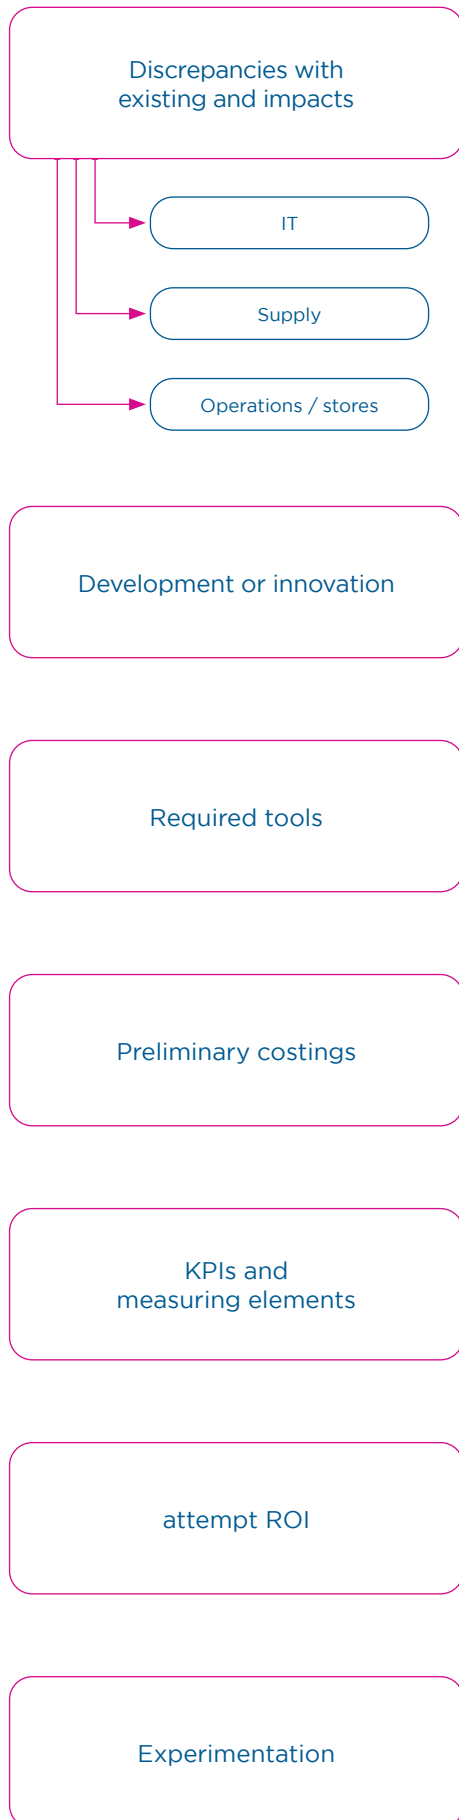 Discrepancies with
existing and impacts
IT
Supply
Operations / stores
Development or innovation
Required tools
Preliminary costings
KPIs and
measuring elements
attempt ROI
Experimentation